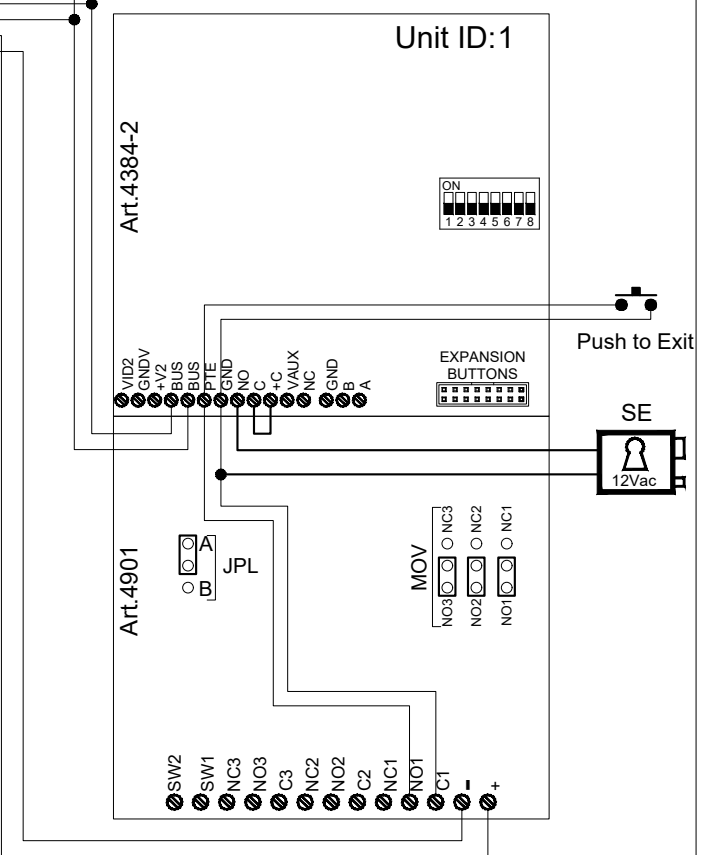 Unit ID:1
Art.4384-2
ON
1 2 3 4 5 6 7 8
Push to Exit
VID2
GNDV
+V2
BUS
BUS
PTE
GND
NO
C
+C
VAUX
NC
GND
B
A
EXPANSION
BUTTONS
SE
12Vac
Art.4901
A
B
JPL
MOV
NC3
NO3
NC2
NO2
NC1
NO1
SW2
SW1
NC3
NO3
C3
NC2
NO2
C2
NC1
NO1
C1
-
+